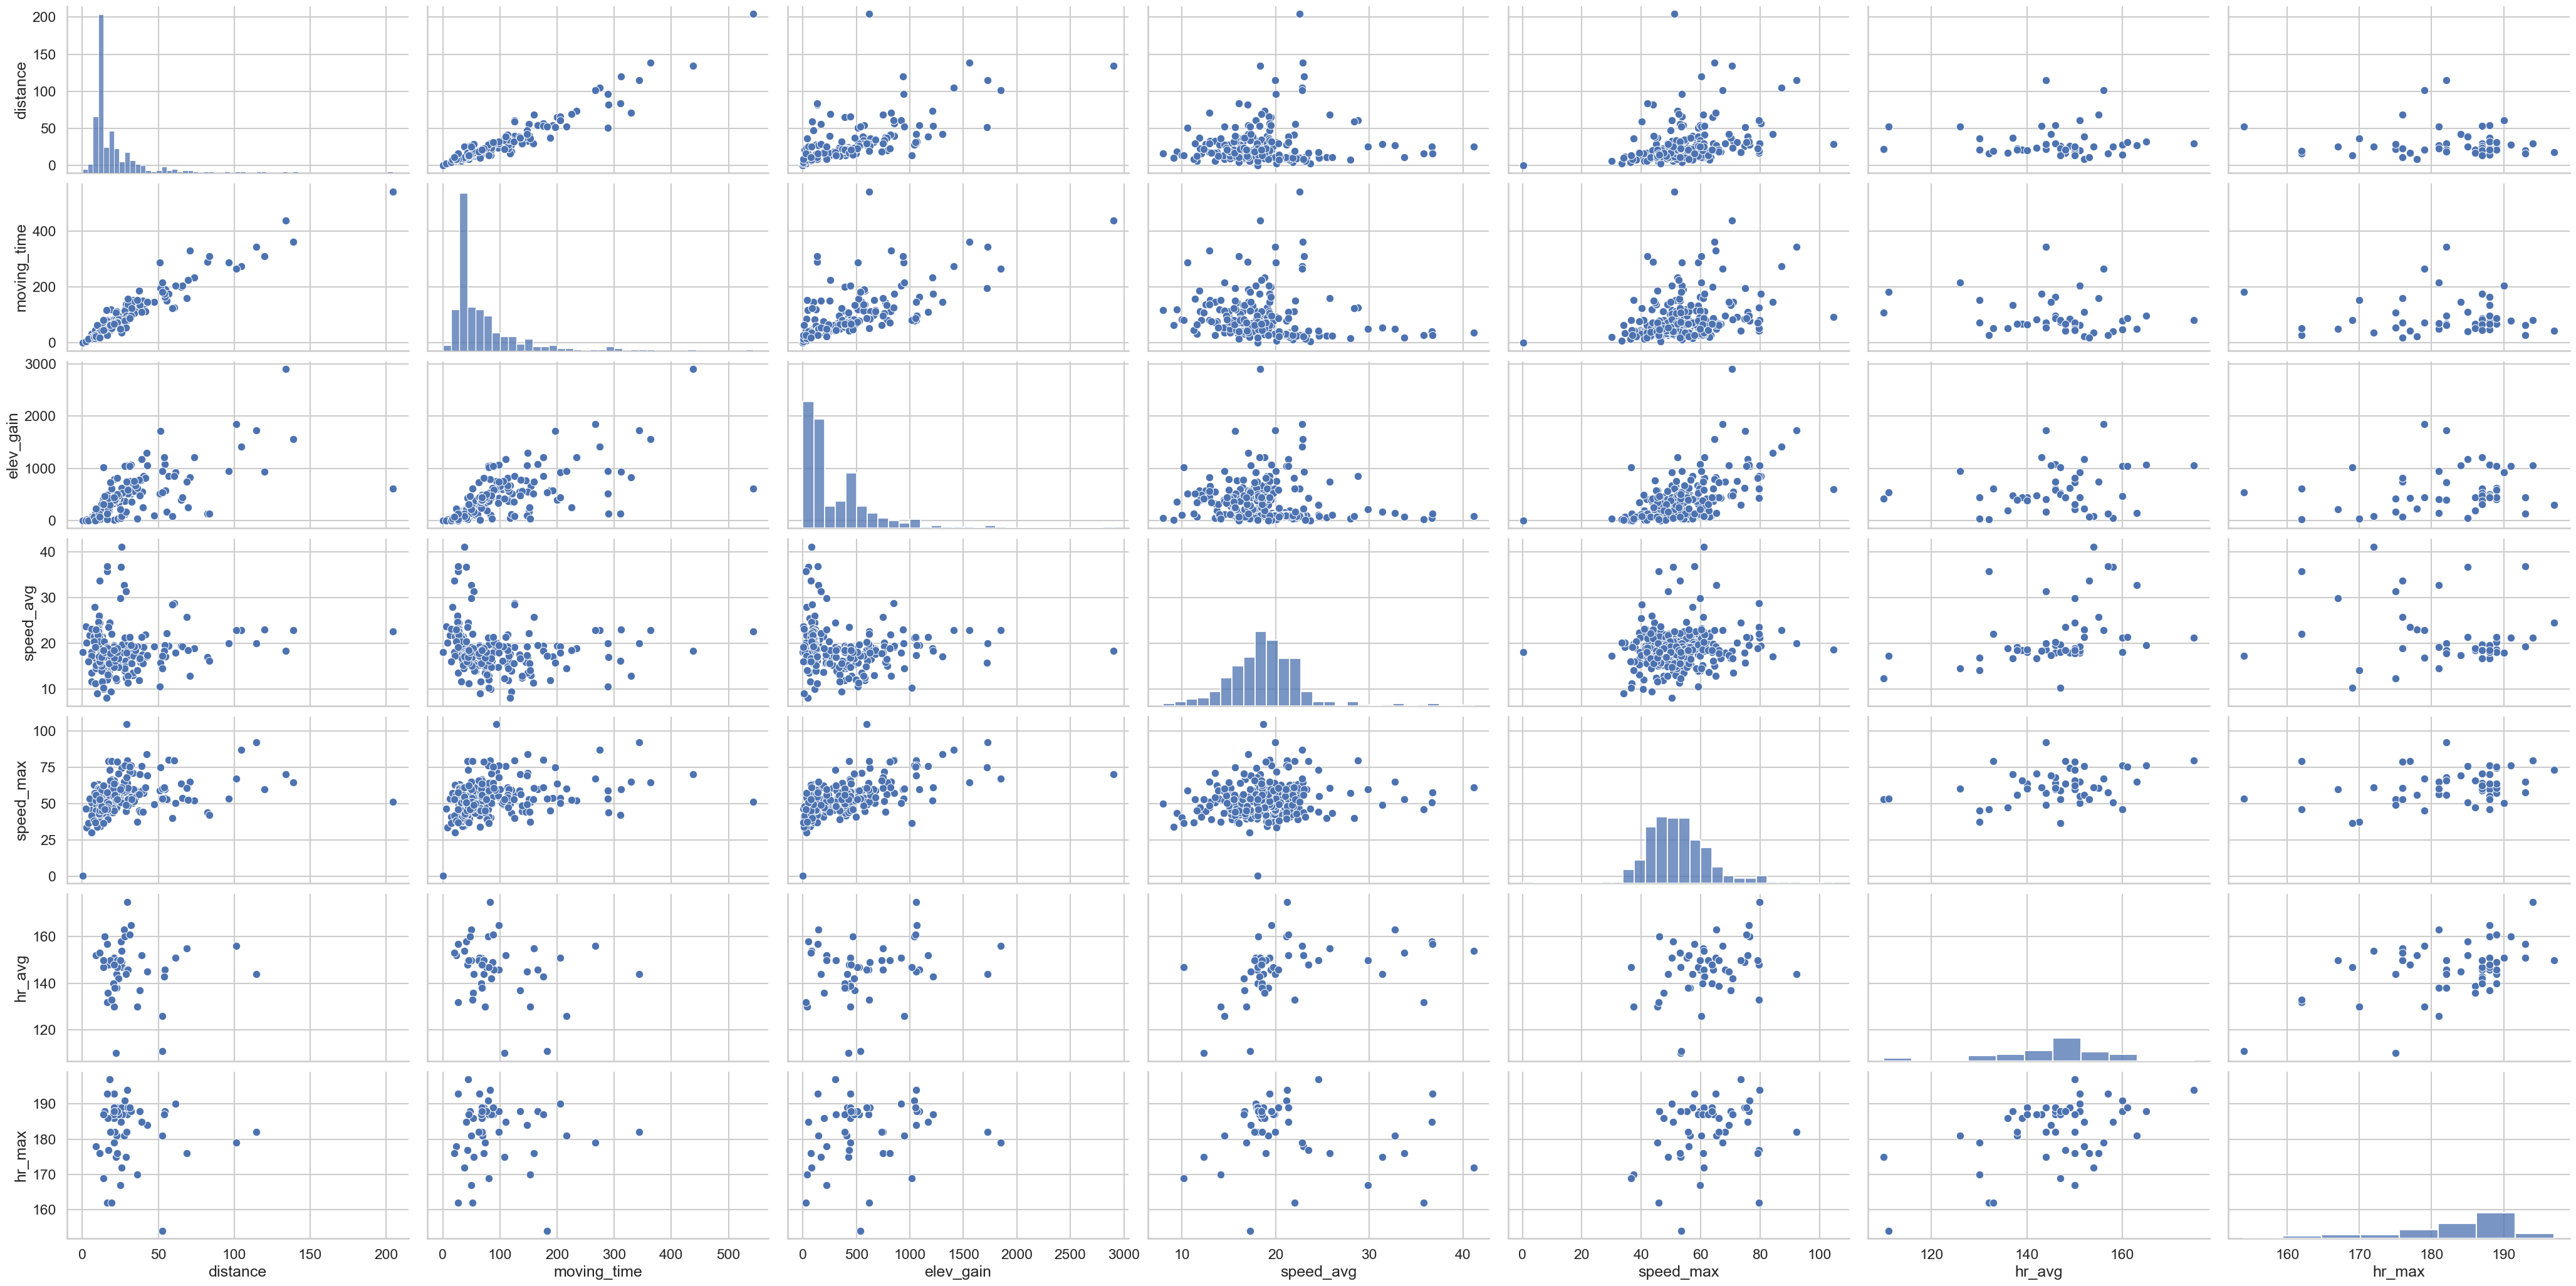 distance
200
150
100
50
0
moving_time
400
200
0
elev_gain
3000
2000
1000
0
speed_avg
40
30
20
10
speed_max
100
75
50
25
0
hr_avg
160
140
120
hr_max
190
180
170
160
0 50 100 150 200
0 100 200 300 400 500
0 500 1000 1500 2000 2500 3000
10 20 30 40
0 20 40 60 80 100
120 140 160
160 170 180 190
distance moving_time elev_gain speed_avg speed_max hr_avg hr_max